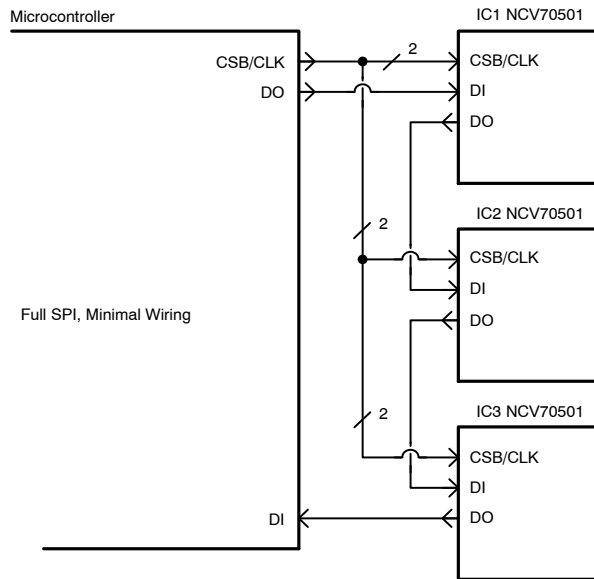 Microcontroller
IC1 NCV70501
CSB/CLK
2
CSB/CLK
DO
DI
DO
IC2 NCV70501
2
CSB/CLK
DI
Full SPI, Minimal Wiring
DO
IC3 NCV70501
2
CSB/CLK
DI
DI
DO